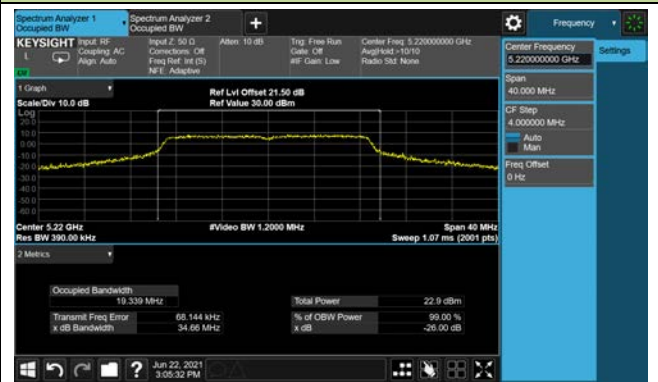 Spectrum Analyzer 1
Occupied BW
Spectrum Analyzer 2
Occupied BW
+
Frequency
KEYSIGHT
L
Input: RF
Coupling: AC
Align: Auto
Input Z: 50 Ω
Corrections: Off
Freq Ref: Int (S)
NFE: Adaptive
Atten: 10 dB
Trig: Free Run
Gate: Off
#IF Gain: Low
Center Freq: 5.220000000 GHz
Avg|Hold:>10/10
Radio Std: None
Center Frequency
5.220000000 GHz
Settings
Span
40.000 MHz
CF Step
4.000000 MHz
Auto
Man
Freq Offset
0 Hz
1 Graph
Scale/Div 10.0 dB
Ref Lvl Offset 21.50 dB
Ref Value 30.00 dBm
Log
20.0
10.0
0.00
-10.0
-20.0
-30.0
-40.0
-50.0
-60.0
Center 5.22 GHz
Res BW 390.00 kHz
#Video BW 1.2000 MHz
Span 40 MHz
Sweep 1.07 ms (2001 pts)
2 Metrics
Occupied Bandwidth
19.339 MHz
Total Power 22.9 dBm
Transmit Freq Error 68.144 kHz
% of OBW Power 99.00 %
x dB Bandwidth 34.66 MHz
x dB -26.00 dB
?
Jun 22, 2021
3:05:32 PM